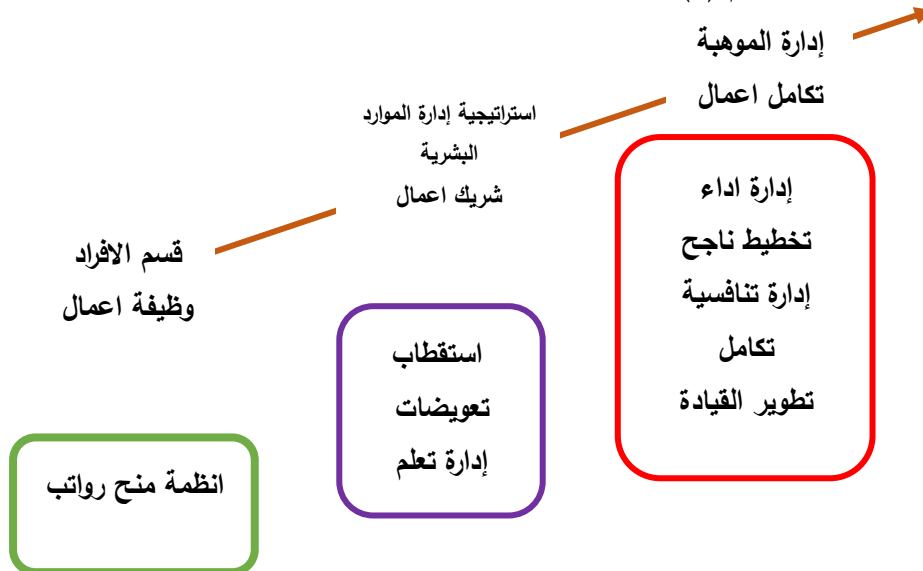 إدارة الموهبة
تكامل اعمال
استراتيجية إدارة الموارد
البشرية
شريك اعمال
قسم الافراد
وظيفة اعمال
إدارة اداء
تخطيط ناجح
إدارة تنافسية
تكامل
تطوير القيادة
استقطاب
تعويضات
إدارة تعلم
انظمة منح رواتب